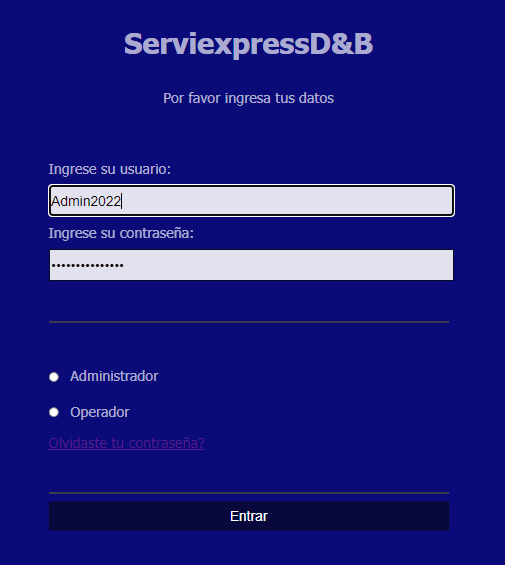 ServiexpressD&B
Por favor ingresa tus datos
Ingrese su usuario:
Admin2022
Ingrese su contraseña:
•••••••••••••••
Administrador
Operador
Olvidaste tu contraseña?
Entrar